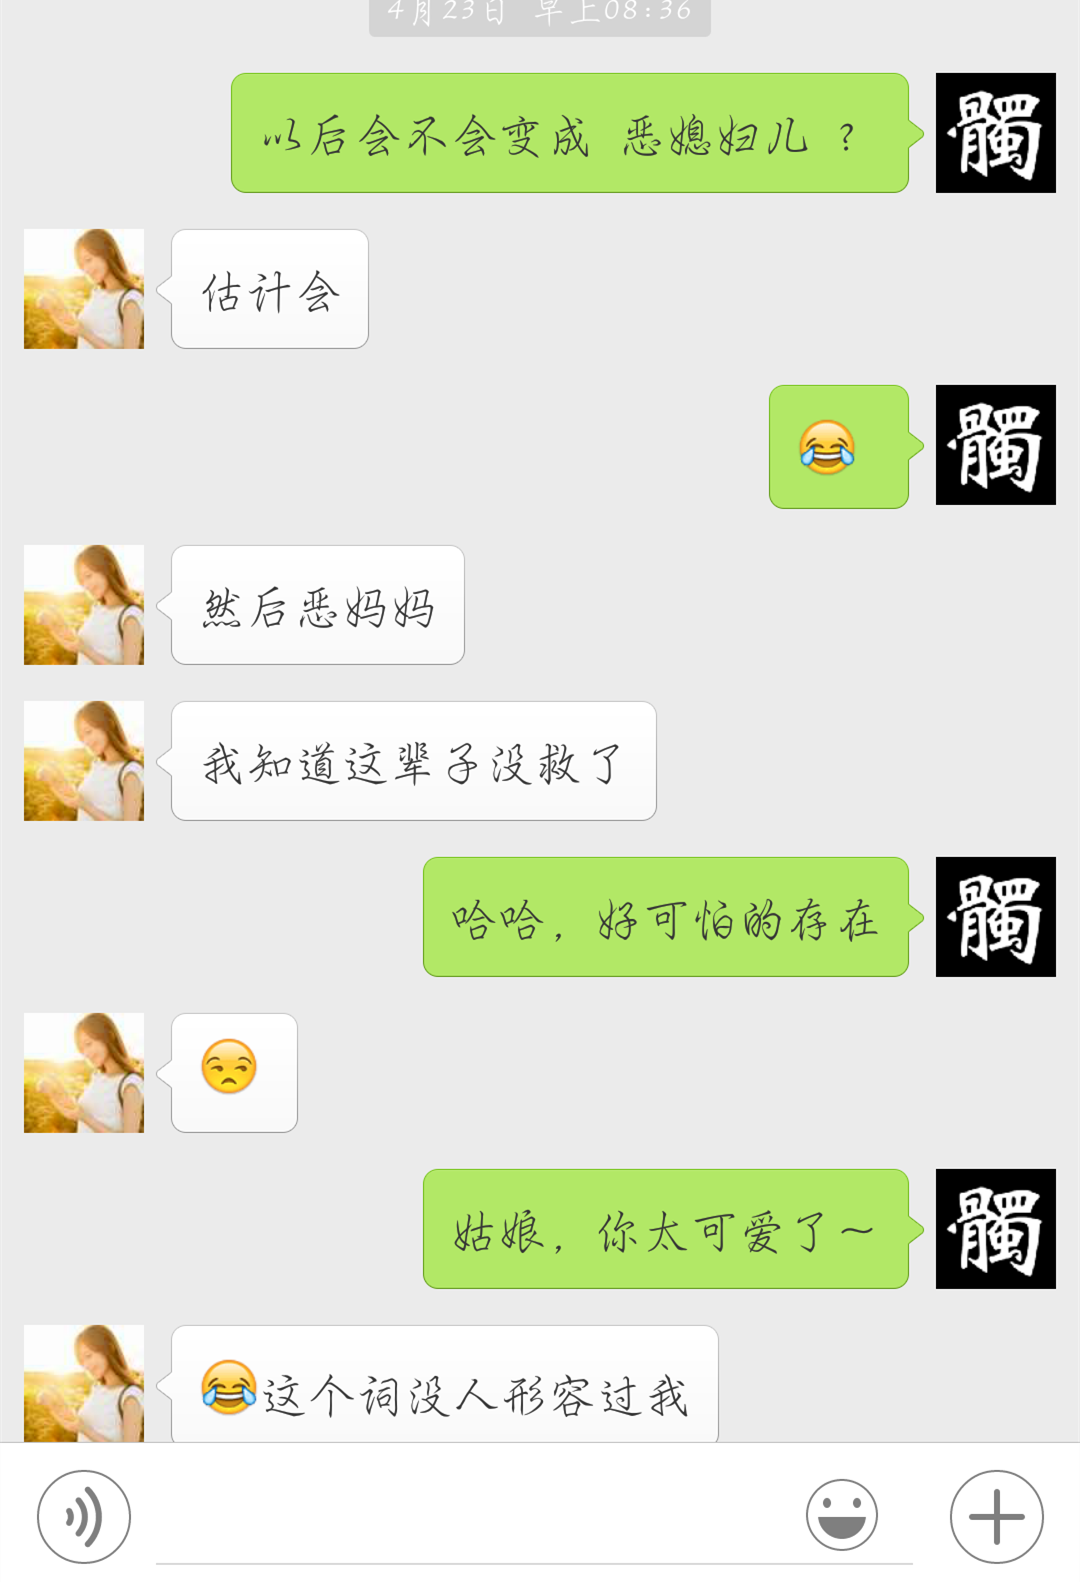 4月23日 早上08:36
以后会不会变成 恶媳妇儿 ?
髑
估计会
😂
髑
然后恶妈妈
我知道这辈子没救了
哈哈，好可怕的存在
髑
😒
姑娘，你太可爱了～
髑
😂这个词没人形容过我